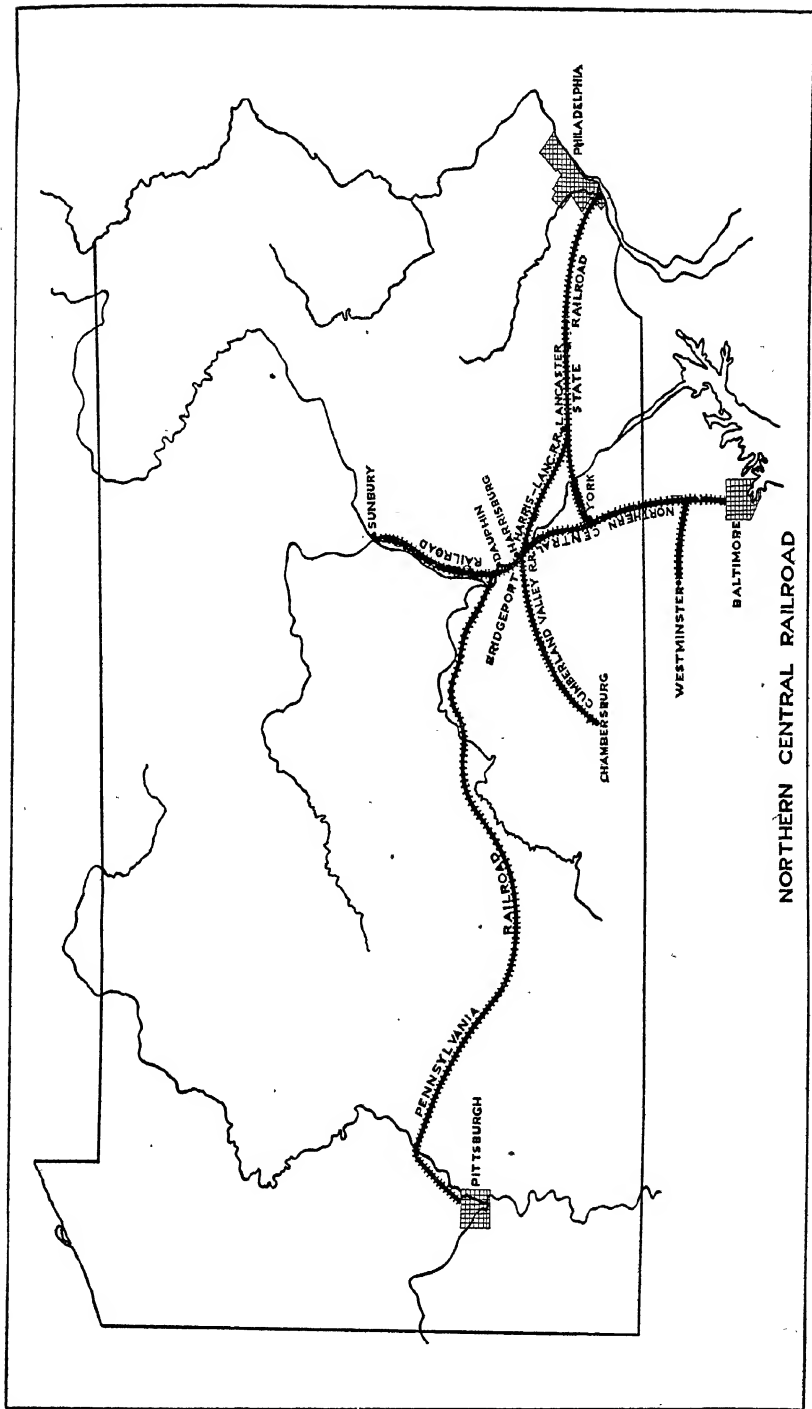 SUNBURY
RAILROAD
DAUPHIN
BRIDGEPORT
HARRISBURG
HARRIS-LANC.R.R.
LANCASTER
STATE RAILROAD
PHILADELPHIA
PENNSYLVANIA RAILROAD
PITTSBURGH
CUMBERLAND VALLEY R.R.
CHAMBERSBURG
YORK
NORTHERN CENTRAL
WESTMINSTER
BALTIMORE
NORTHERN CENTRAL RAILROAD